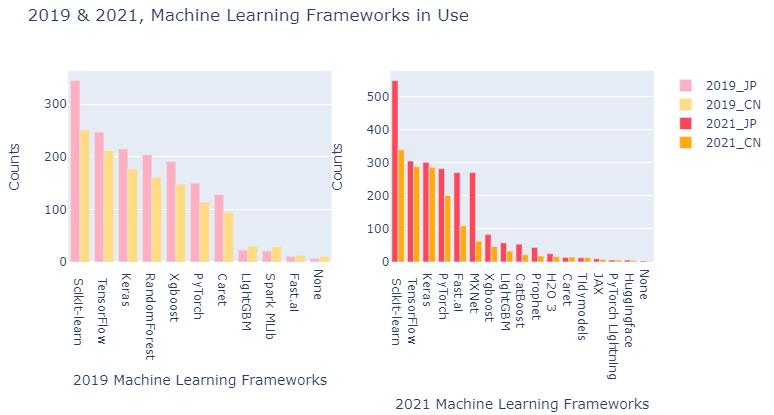 2019 & 2021, Machine Learning Frameworks in Use
Counts
300
200
100
0
Scikit-learn
TensorFlow
Keras
RandomForest
Xgboost
PyTorch
Caret
LightGBM
Spark MLib
Fast.ai
None
2019 Machine Learning Frameworks
Counts
500
400
300
200
100
0
Scikit-learn
TensorFlow
Keras
PyTorch
Fast.ai
MXNet
Xgboost
LightGBM
CatBoost
Prophet
H2O 3
Caret
Tidymodels
JAX
PyTorch Lightning
Huggingface
None
2021 Machine Learning Frameworks
2019_JP
2019_CN
2021_JP
2021_CN